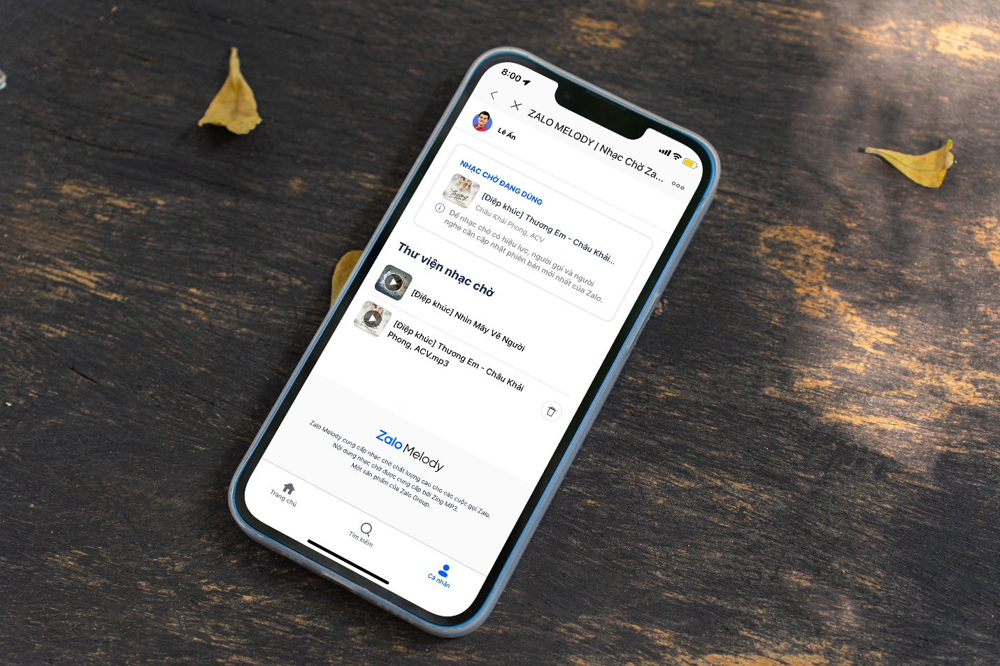 8:00
ZALO MELODY | Nhạc Chờ Za...
Lê Ấn
NHẠC CHỜ ĐANG DÙNG
[Điệp khúc] Thương Em - Châu Khải...
Châu Khải Phong, ACV
Để nhạc chờ có hiệu lực, người gọi và người
nghe cần cập nhật phiên bản mới nhất của Zalo.
Thư viện nhạc chờ
[Điệp khúc] Nhìn Mây Vẽ Người
[Điệp khúc] Thương Em - Châu Khải
Phong, ACV.mp3
Zalo Melody
Zalo Melody cung cấp nhạc chờ chất lượng cao cho các cuộc gọi Zalo.
Nội dung nhạc chờ được cung cấp bởi Zing MP3.
Một sản phẩm của Zalo Group.
Trang chủ
Tìm kiếm
Cá nhân